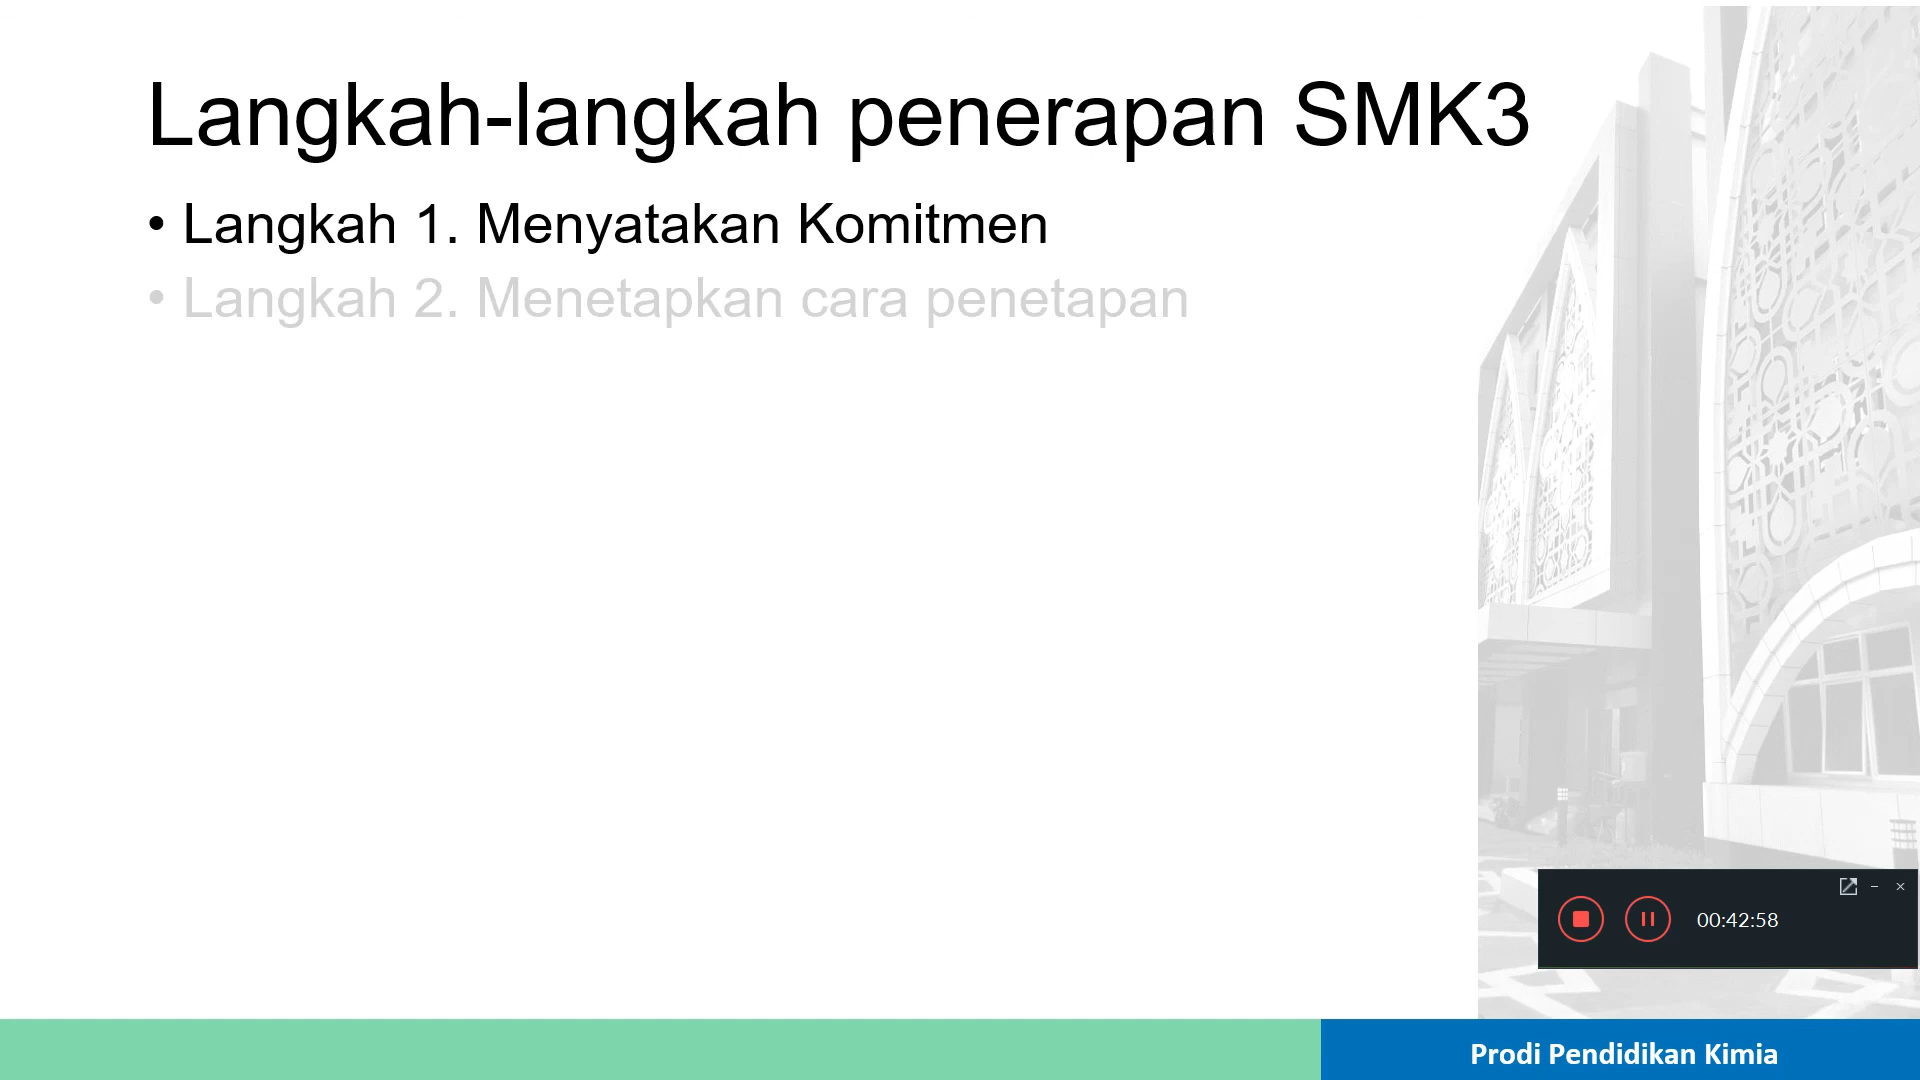 Langkah-langkah penerapan SMK3
• Langkah 1. Menyatakan Komitmen
• Langkah 2. Menetapkan cara penetapan
00:42:58
Prodi Pendidikan Kimia